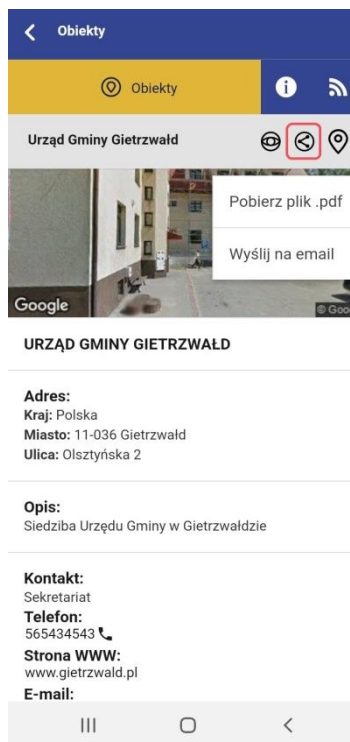 Obiekty
Obiekty
Urząd Gminy Gietrzwałd
Pobierz plik .pdf
Wyślij na email
Google
© Goo
URZĄD GMINY GIETRZWAŁD
Adres:
Kraj: Polska
Miasto: 11-036 Gietrzwałd
Ulica: Olsztyńska 2
Opis:
Siedziba Urzędu Gminy w Gietrzwałdzie
Kontakt:
Sekretariat
Telefon:
565434543
Strona WWW:
www.gietrzwald.pl
E-mail: